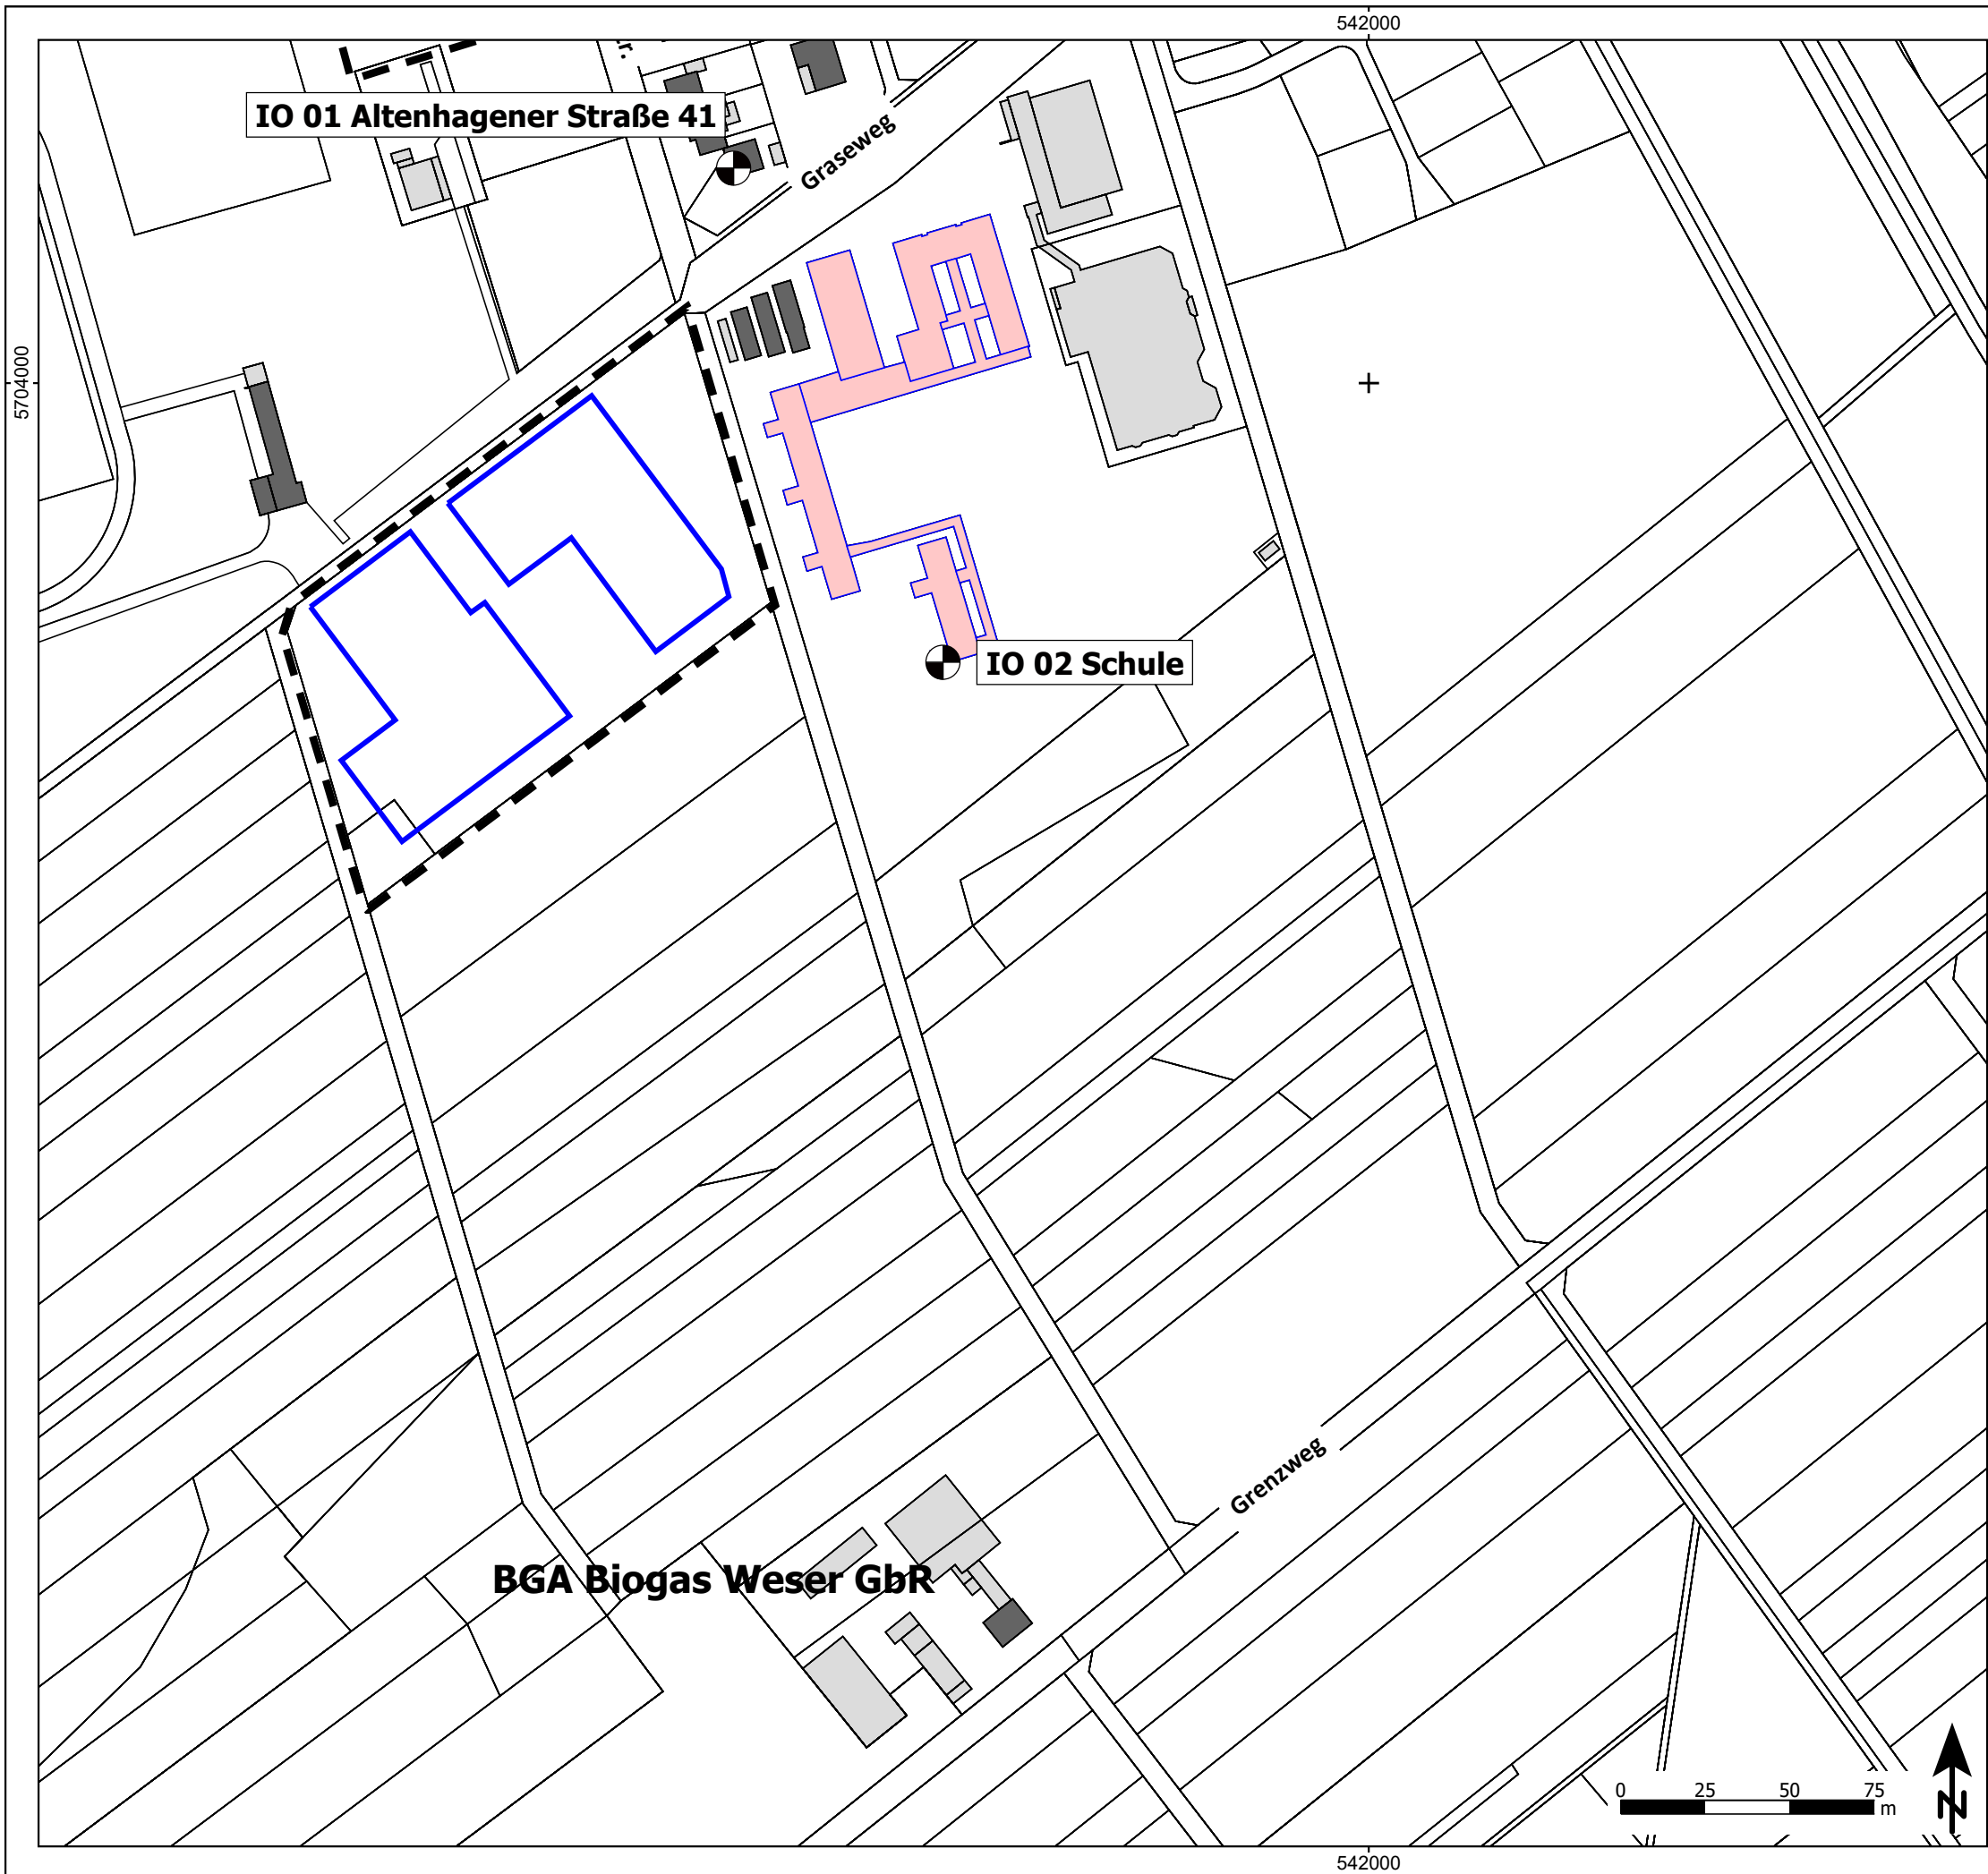 542000
IO 01 Altenhagener Straße 41
Graseweg
5704000
IO 02 Schule
Grenzweg
BGA Biogas Weser GbR
0 25 50 75
m
N
542000